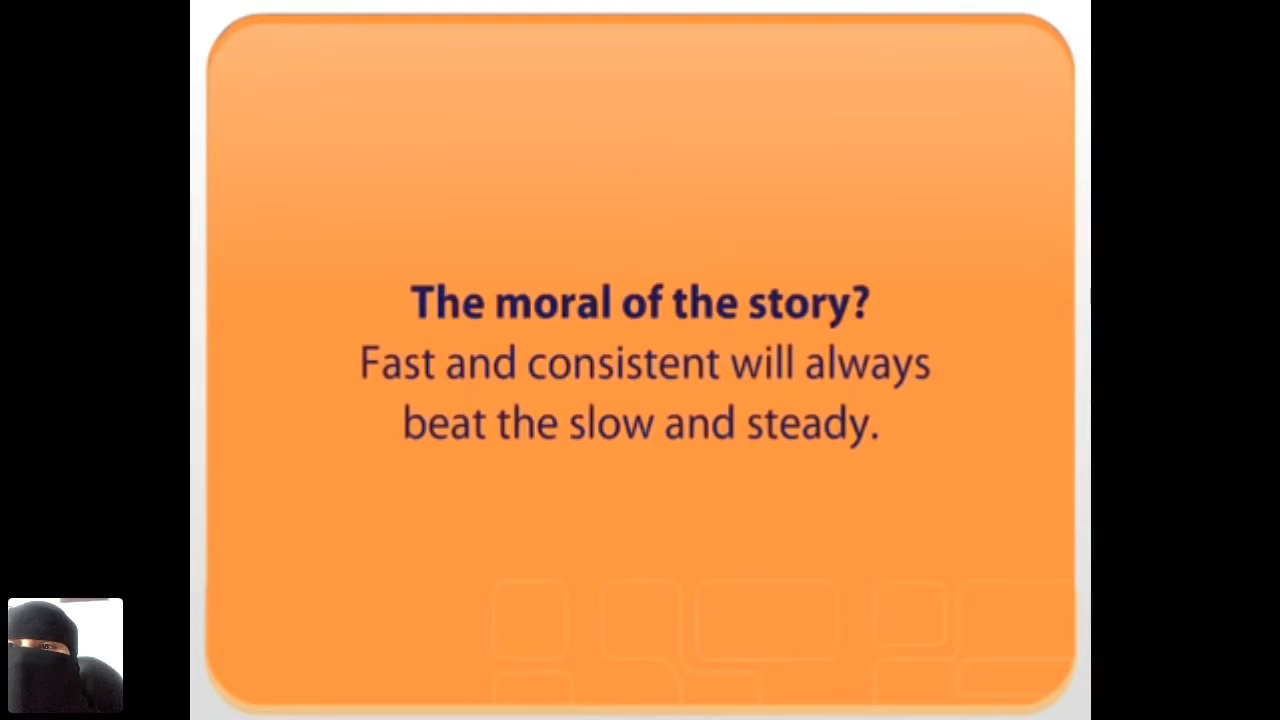 The moral of the story?
Fast and consistent will always
beat the slow and steady.